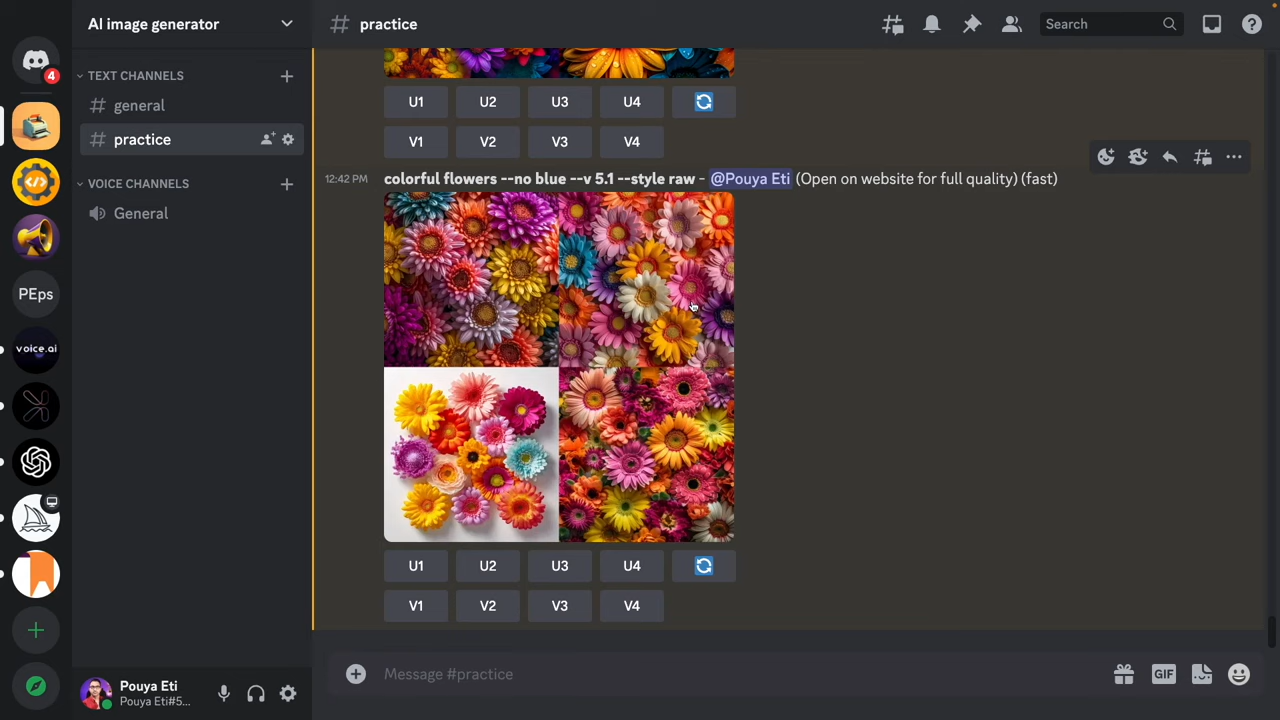 AI image generator
practice
Search
4
TEXT CHANNELS
general
practice
VOICE CHANNELS
General
PEps
voice.ai
U1 U2 U3 U4
V1 V2 V3 V4
12:42 PM colorful flowers --no blue --v 5.1 --style raw - @Pouya Eti (Open on website for full quality) (fast)
U1 U2 U3 U4
V1 V2 V3 V4
Message #practice
GIF
Pouya Eti
Pouya Eti#5...